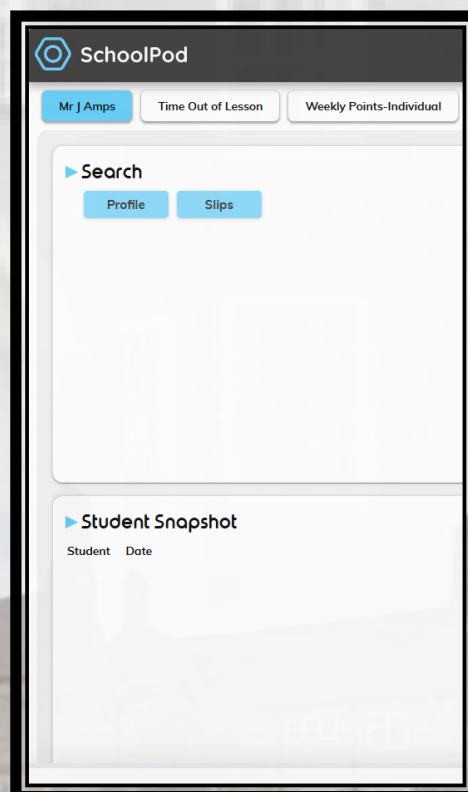 SchoolPod
Mr J Amps Time Out of Lesson Weekly Points-Individual
Search
Profile Slips
Student Snapshot
Student Date